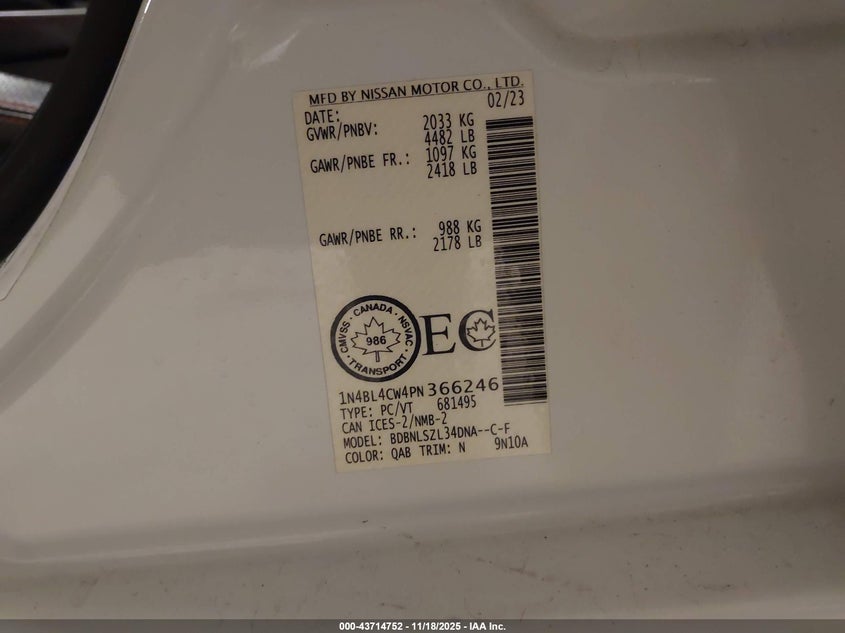 MFD BY NISSAN MOTOR CO., LTD.
DATE: 02/23
GVWR/PNBV: 2033 KG
4482 LB
GAWR/PNBE FR.: 1097 KG
2418 LB
GAWR/PNBE RR.: 988 KG
2178 LB
CANADA · NSVAC · TRANSPORT · CMVSS ·
986
EC
1N4BL4CW4PN366246
TYPE: PC/VT 681495
CAN ICES-2/NMB-2
MODEL: BDBNLSZL34DNA--C-F
COLOR: QAB TRIM: N 9N10A
000-43714752 - 11/18/2025 - IAA Inc.